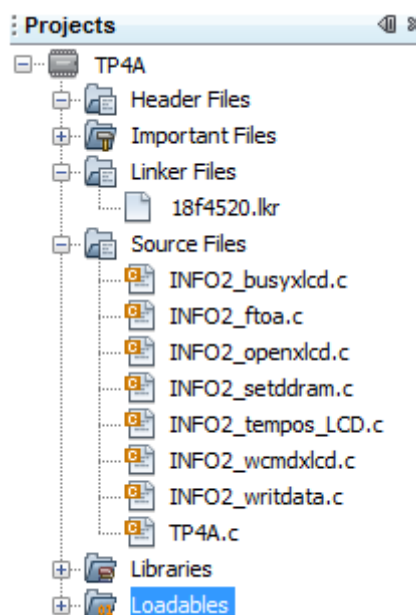 Projects
TP4A
Header Files
Important Files
Linker Files
18f4520.lkr
Source Files
INFO2_busyxlcd.c
INFO2_ftoa.c
INFO2_openxlcd.c
INFO2_setddram.c
INFO2_tempos_LCD.c
INFO2_wcmdxlcd.c
INFO2_writdata.c
TP4A.c
Libraries
Loadables